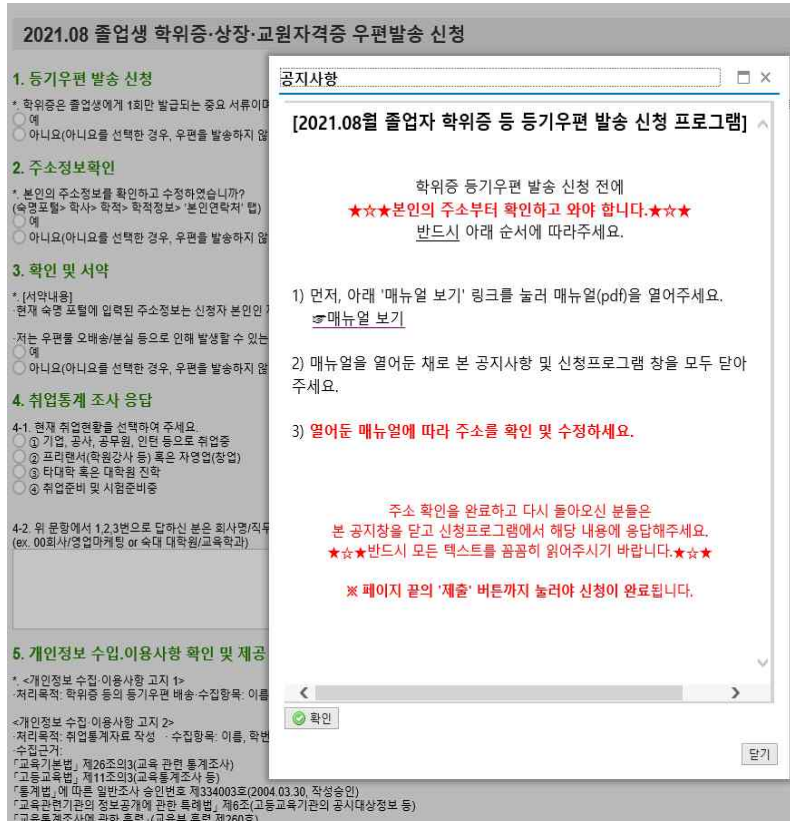 2021.08 졸업생 학위증·상장·교원자격증 우편발송 신청
1. 등기우편 발송 신청
*. 학위증은 졸업생에게 1회만 발급되는 중요 서류이며
예
아니요(아니요를 선택한 경우, 우편을 발송하지 않
2. 주소정보확인
*. 본인의 주소정보를 확인하고 수정하였습니까?
(숙명포털> 학사> 학적> 학적정보> '본인연락처' 탭)
예
아니요(아니요를 선택한 경우, 우편을 발송하지 않
3. 확인 및 서약
*. [서약내용]
·현재 숙명 포털에 입력된 주소정보는 신청자 본인인
·저는 우편물 오배송/분실 등으로 인해 발생할 수 있는
예
아니요(아니요를 선택한 경우, 우편을 발송하지 않
4. 취업통계 조사 응답
4-1. 현재 취업현황을 선택하여 주세요.
① 기업, 공사, 공무원, 인턴 등으로 취업중
② 프리랜서(학원강사 등) 혹은 자영업(창업)
③ 타대학 혹은 대학원 진학
④ 취업준비 및 시험준비중
4-2. 위 문항에서 1,2,3번으로 답하신 분은 회사명/직무
(ex. 00회사/영업마케팅 or 숙대 대학원/교육학과)
5. 개인정보 수입.이용사항 확인 및 제공
*. <개인정보 수집·이용사항 고지 1>
·처리목적: 학위증 등의 등기우편 배송·수집항목: 이름
<개인정보 수집·이용사항 고지 2>
·처리목적: 취업통계자료 작성 · 수집항목: 이름, 학번
·수집근거:
「교육기본법」 제26조의3(교육 관련 통계조사)
「고등교육법」 제11조의3(교육통계조사 등)
「통계법」에 따른 일반조사 승인번호 제334003호(2004.03.30, 작성승인)
「교육관련기관의 정보공개에 관한 특례법」 제6조(고등교육기관의 공시대상정보 등)
「교육통계조사에 관한 훈령」(교육부 훈령 제260호)
공지사항
[2021.08월 졸업자 학위증 등 등기우편 발송 신청 프로그램]
학위증 등기우편 발송 신청 전에
★☆★본인의 주소부터 확인하고 와야 합니다.★☆★
반드시 아래 순서에 따라주세요.
1) 먼저, 아래 '매뉴얼 보기' 링크를 눌러 매뉴얼(pdf)을 열어주세요.
☞매뉴얼 보기
2) 매뉴얼을 열어둔 채로 본 공지사항 및 신청프로그램 창을 모두 닫아
주세요.
3) 열어둔 매뉴얼에 따라 주소를 확인 및 수정하세요.
주소 확인을 완료하고 다시 돌아오신 분들은
본 공지창을 닫고 신청프로그램에서 해당 내용에 응답해주세요.
★☆★반드시 모든 텍스트를 꼼꼼히 읽어주시기 바랍니다.★☆★
※ 페이지 끝의 '제출' 버튼까지 눌러야 신청이 완료됩니다.
확인
닫기